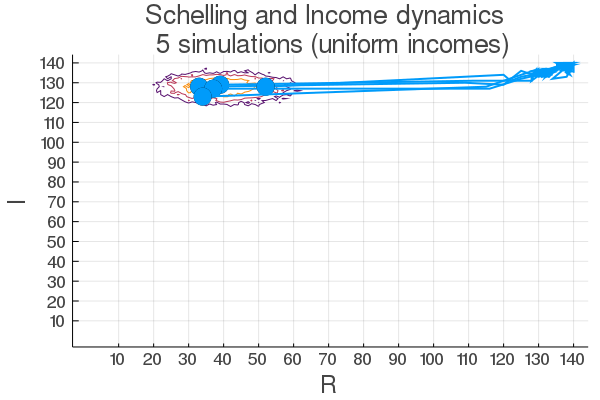 Schelling and Income dynamics
5 simulations (uniform incomes)
140
130
120
110
100
90
80
70
60
50
40
30
20
10
I
10 20 30 40 50 60 70 80 90 100 110 120 130 140
R